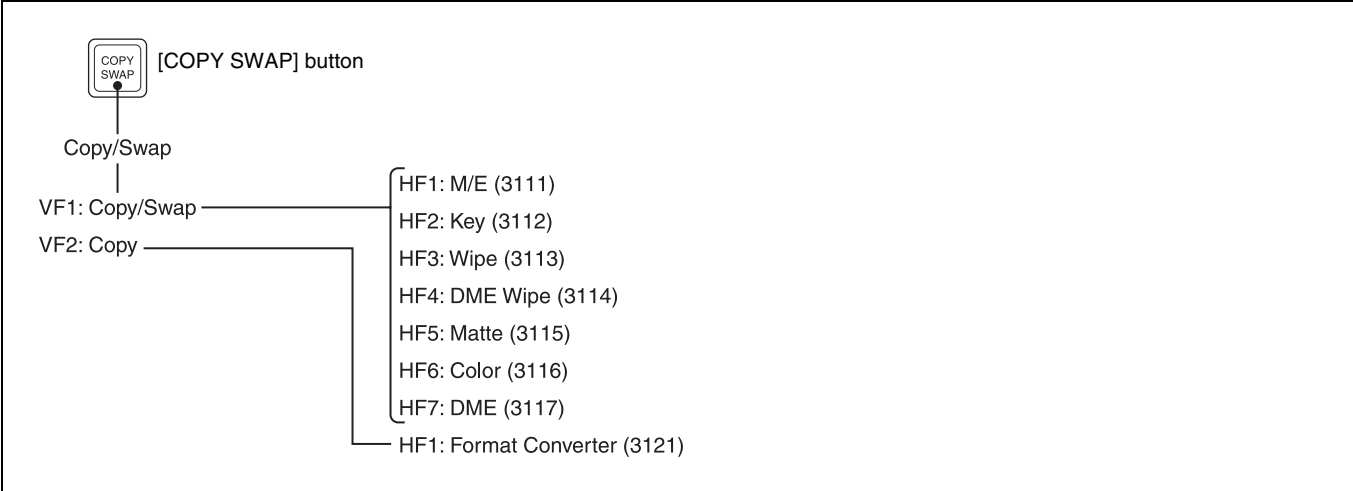 COPY
SWAP
[COPY SWAP] button
Copy/Swap
VF1: Copy/Swap
VF2: Copy
HF1: M/E (3111)
HF2: Key (3112)
HF3: Wipe (3113)
HF4: DME Wipe (3114)
HF5: Matte (3115)
HF6: Color (3116)
HF7: DME (3117)
HF1: Format Converter (3121)